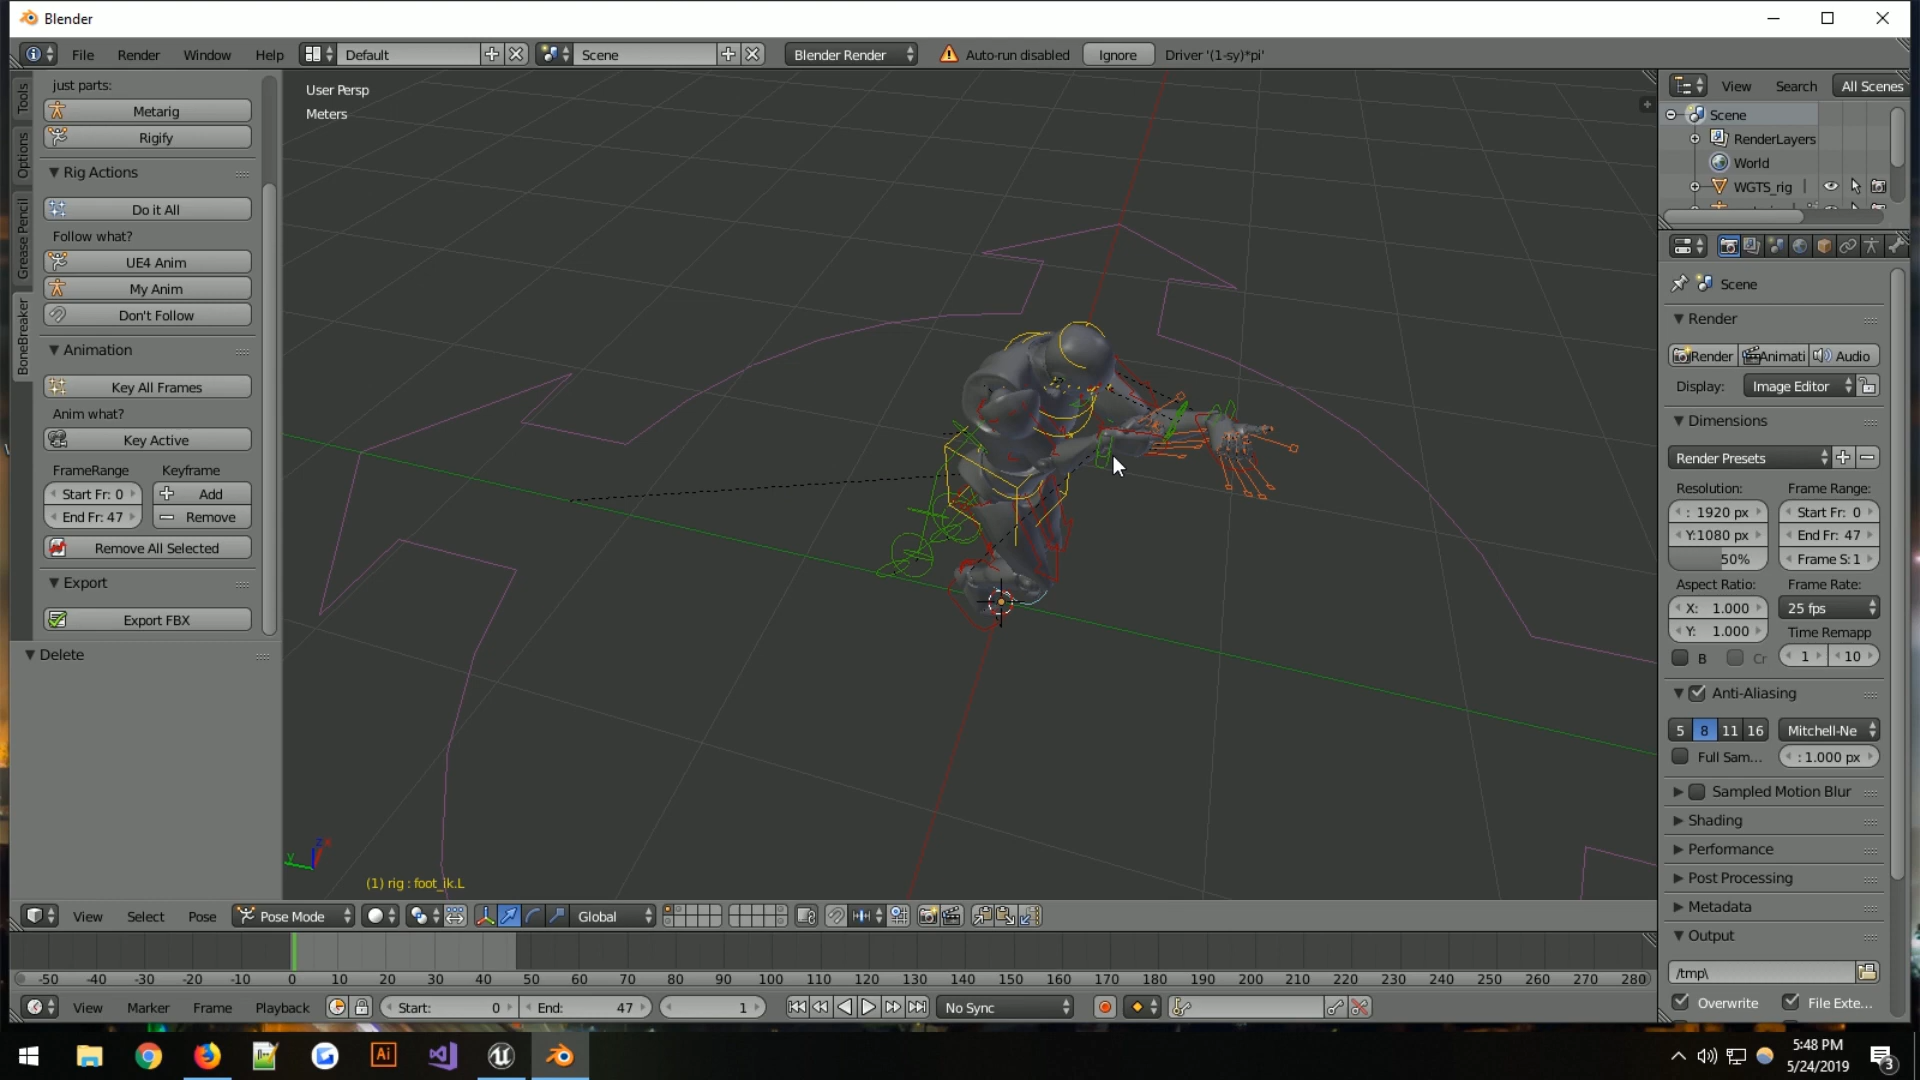 Blender
File Render Window Help Default Scene Blender Render Auto-run disabled Ignore Driver '(1-sy)*pi'
Tools
Options
Grease Pencil
BoneBreaker
just parts:
Metarig
Rigify
Rig Actions
Do it All
Follow what?
UE4 Anim
My Anim
Don't Follow
Animation
Key All Frames
Anim what?
Key Active
FrameRange Keyframe
Start Fr: 0 Add
End Fr: 47 Remove
Remove All Selected
Export
Export FBX
Delete
User Persp
Meters
(1) rig : foot_ik.L
View Select Pose Pose Mode Global
-50 -40 -30 -20 -10 0 10 20 30 40 50 60 70 80 90 100 110 120 130 140 150 160 170 180 190 200 210 220 230 240 250 260 270 280
View Marker Frame Playback Start: 0 End: 47 1 No Sync
View Search All Scenes
Scene
RenderLayers
World
WGTS_rig
Scene
Render
Render Animati Audio
Display: Image Editor
Dimensions
Render Presets
Resolution: Frame Range:
: 1920 px Start Fr: 0
Y:1080 px End Fr: 47
50% Frame S:1
Aspect Ratio: Frame Rate:
X: 1.000 25 fps
Y: 1.000 Time Remapp
B Cr 1 10
Anti-Aliasing
5 8 11 16 Mitchell-Ne
Full Sam... : 1.000 px
Sampled Motion Blur
Shading
Performance
Post Processing
Metadata
Output
/tmp\
Overwrite File Exte...
Ai
5:48 PM
5/24/2019
3